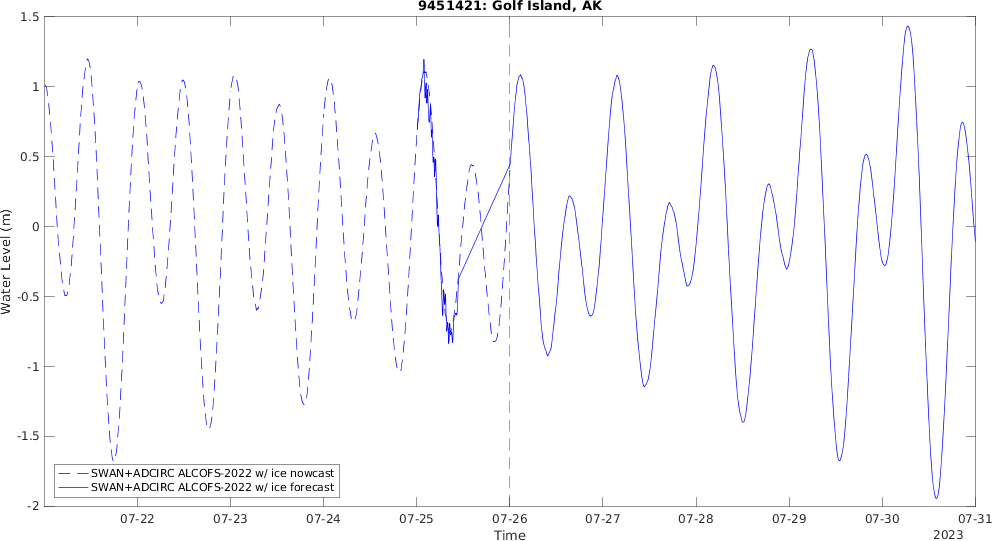 9451421: Golf Island, AK
1.5
1
0.5
0
-0.5
-1
-1.5
-2
Water Level (m)
SWAN+ADCIRC ALCOFS-2022 w/ ice nowcast
SWAN+ADCIRC ALCOFS-2022 w/ ice forecast
07-22 07-23 07-24 07-25 07-26 07-27 07-28 07-29 07-30 07-31
Time
2023